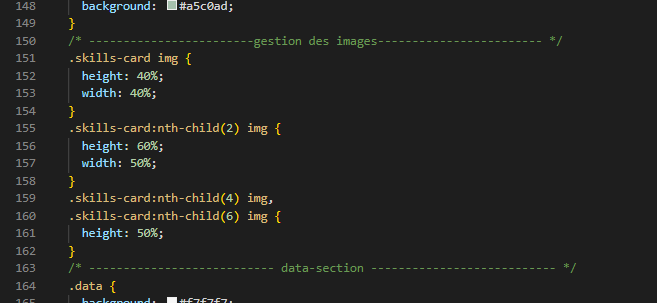 148 background: #a5c0ad;
149 }
150 /* ------------------------gestion des images------------------------ */
151 .skills-card img {
152 height: 40%;
153 width: 40%;
154 }
155 .skills-card:nth-child(2) img {
156 height: 60%;
157 width: 50%;
158 }
159 .skills-card:nth-child(4) img,
160 .skills-card:nth-child(6) img {
161 height: 50%;
162 }
163 /* --------------------------- data-section --------------------------- */
164 .data {
165 background: #f7f7f7;